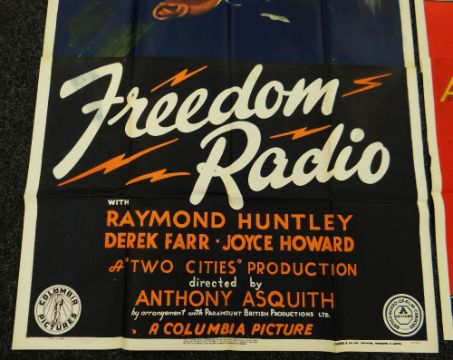 Freedom
Radio
WITH
RAYMOND HUNTLEY
DEREK FARR · JOYCE HOWARD
A "TWO CITIES" PRODUCTION
directed by
ANTHONY ASQUITH
by arrangement with PARAMOUNT BRITISH PRODUCTIONS LTD.
A COLUMBIA PICTURE
COLUMBIA
PICTURES